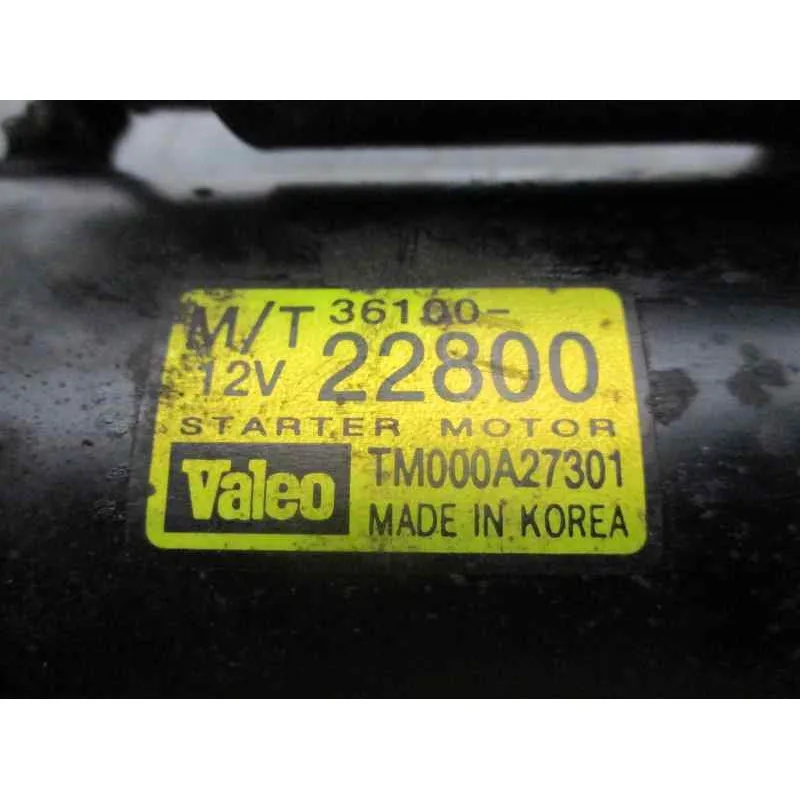 M/T 36100-
12V 22800
STARTER MOTOR
Valeo TM000A27301
MADE IN KOREA